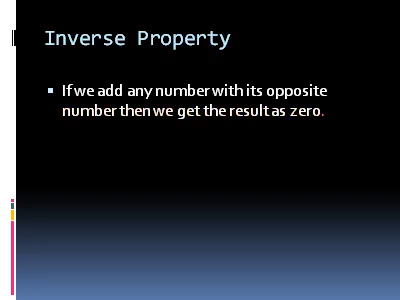 Inverse Property
If we add any number with its opposite
number then we get the result as zero.